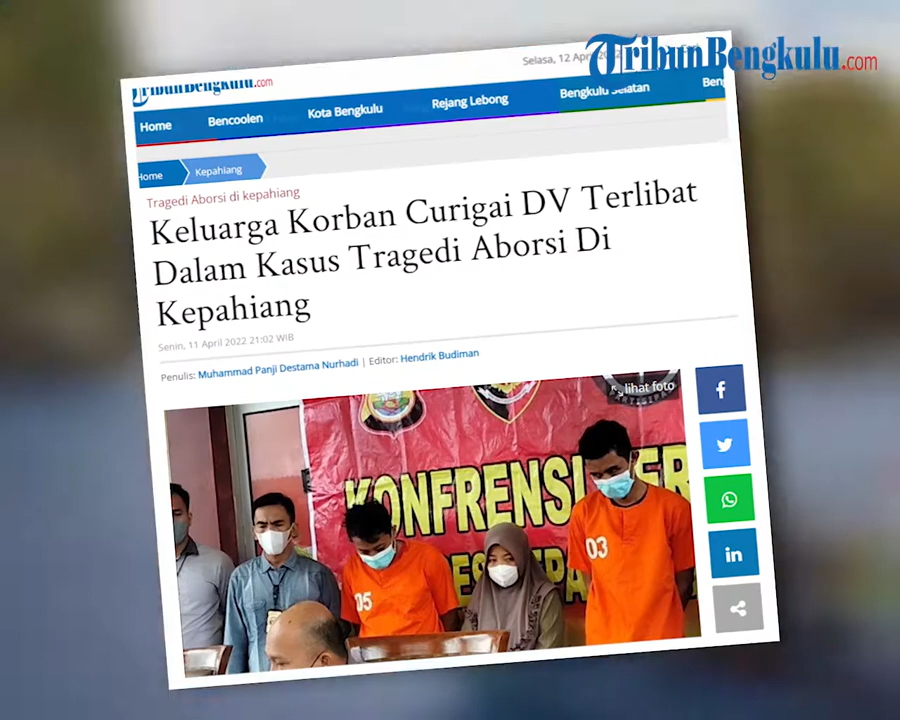 TribunBengkulu.com
Selasa, 12 April
TribunBengkulu.com
Home Bencoolen Kota Bengkulu Rejang Lebong Bengkulu Selatan Beng
Home Kepahiang
Tragedi Aborsi di kepahiang
Keluarga Korban Curigai DV Terlibat
Dalam Kasus Tragedi Aborsi Di
Kepahiang
Senin, 11 April 2022 21:02 WIB
Penulis: Muhammad Panji Destama Nurhadi | Editor: Hendrik Budiman
lihat foto
KONFRENSI
03
05